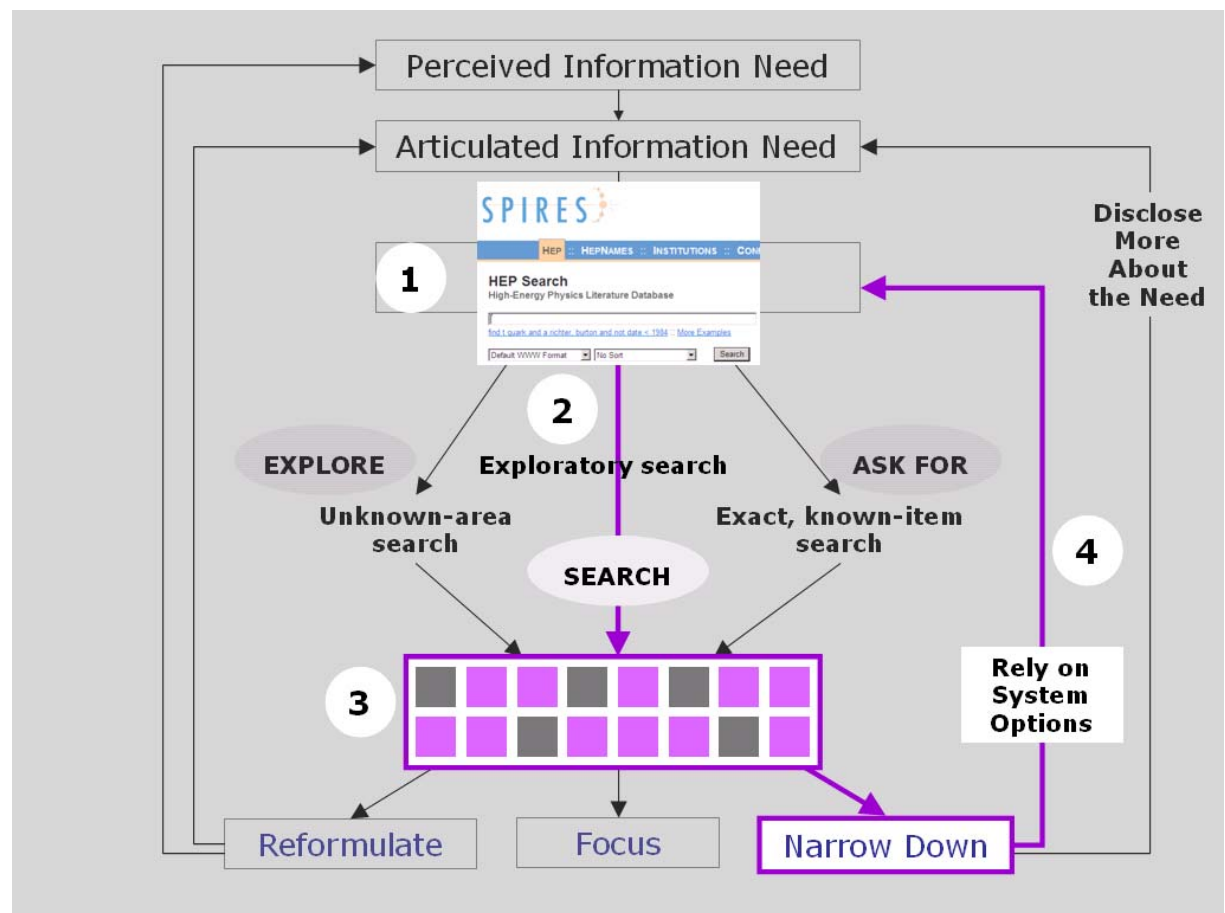 Perceived Information Need
Articulated Information Need
SPIRES
HEP :: HEPNAMES :: INSTITUTIONS :: CON
1
HEP Search
High-Energy Physics Literature Database
find t quark and a richter, burton and not date < 1984 :: More Examples
Default WWW Format
No Sort
Search
Disclose
More
About
the Need
2
EXPLORE
Exploratory search
ASK FOR
Unknown-area
search
Exact, known-item
search
SEARCH
4
3
Rely on
System
Options
Reformulate
Focus
Narrow Down